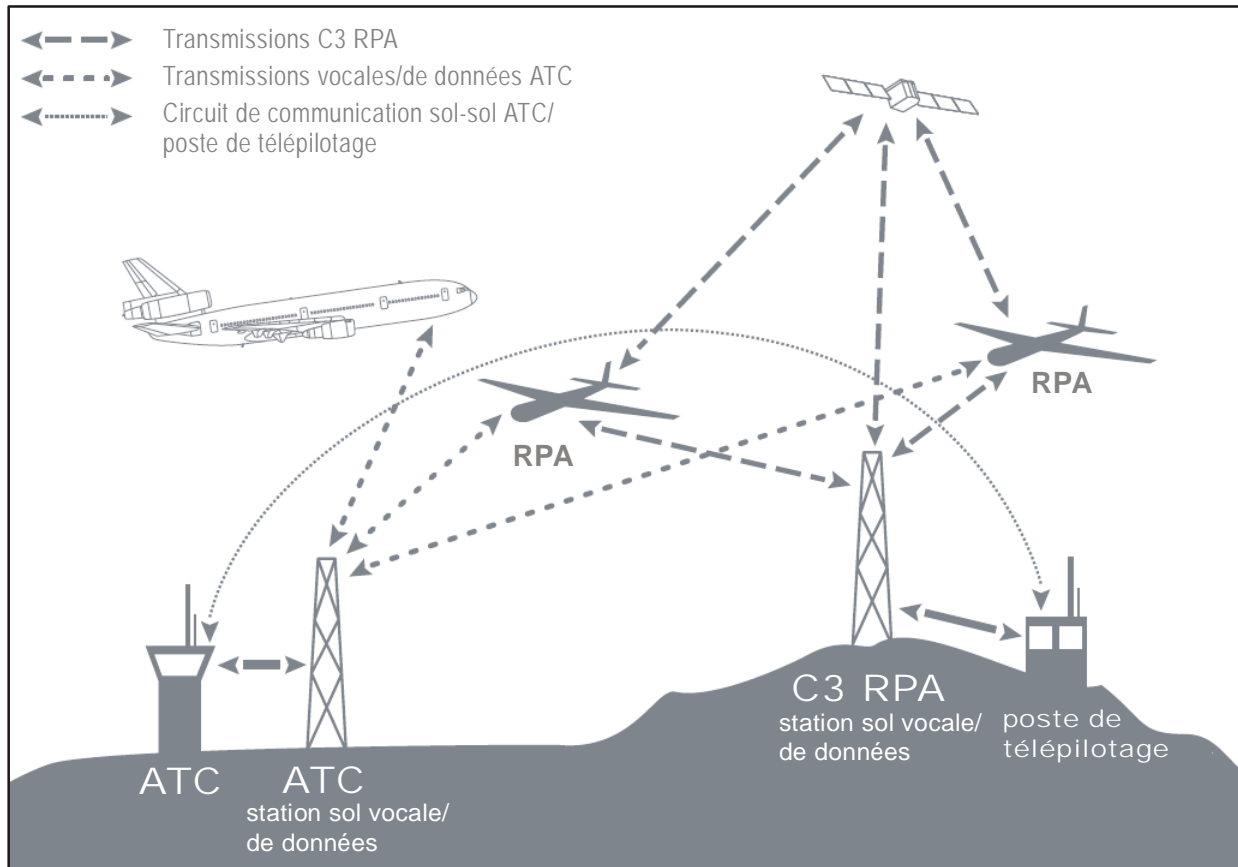 Transmissions C3 RPA
Transmissions vocales/de données ATC
Circuit de communication sol-sol ATC/
poste de télépilotage
RPA
RPA
C3 RPA
station sol vocale/
de données
poste de
télépilotage
ATC
ATC
station sol vocale/
de données